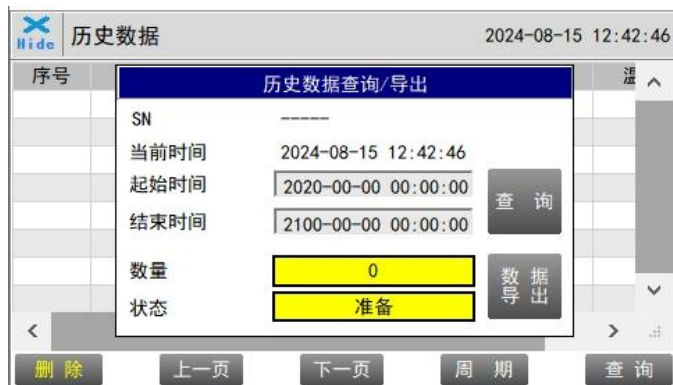 Hide 历史数据 2024-08-15 12:42:46
序号 温
历史数据查询/导出
SN -----
当前时间 2024-08-15 12:42:46
起始时间 2020-00-00 00:00:00
查 询
结束时间 2100-00-00 00:00:00
数量 0
数 据
导 出
状态 准备
删 除 上一页 下一页 周 期 查 询